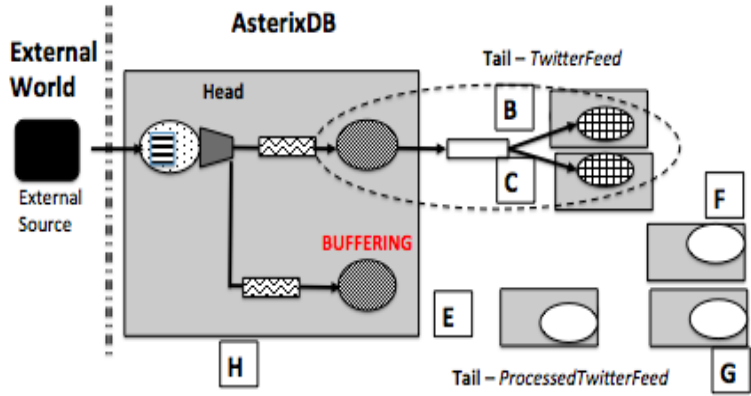 AsterixDB
External
World
Tail – TwitterFeed
Head
B
External
Source
C
F
BUFFERING
E
H
G
Tail – ProcessedTwitterFeed